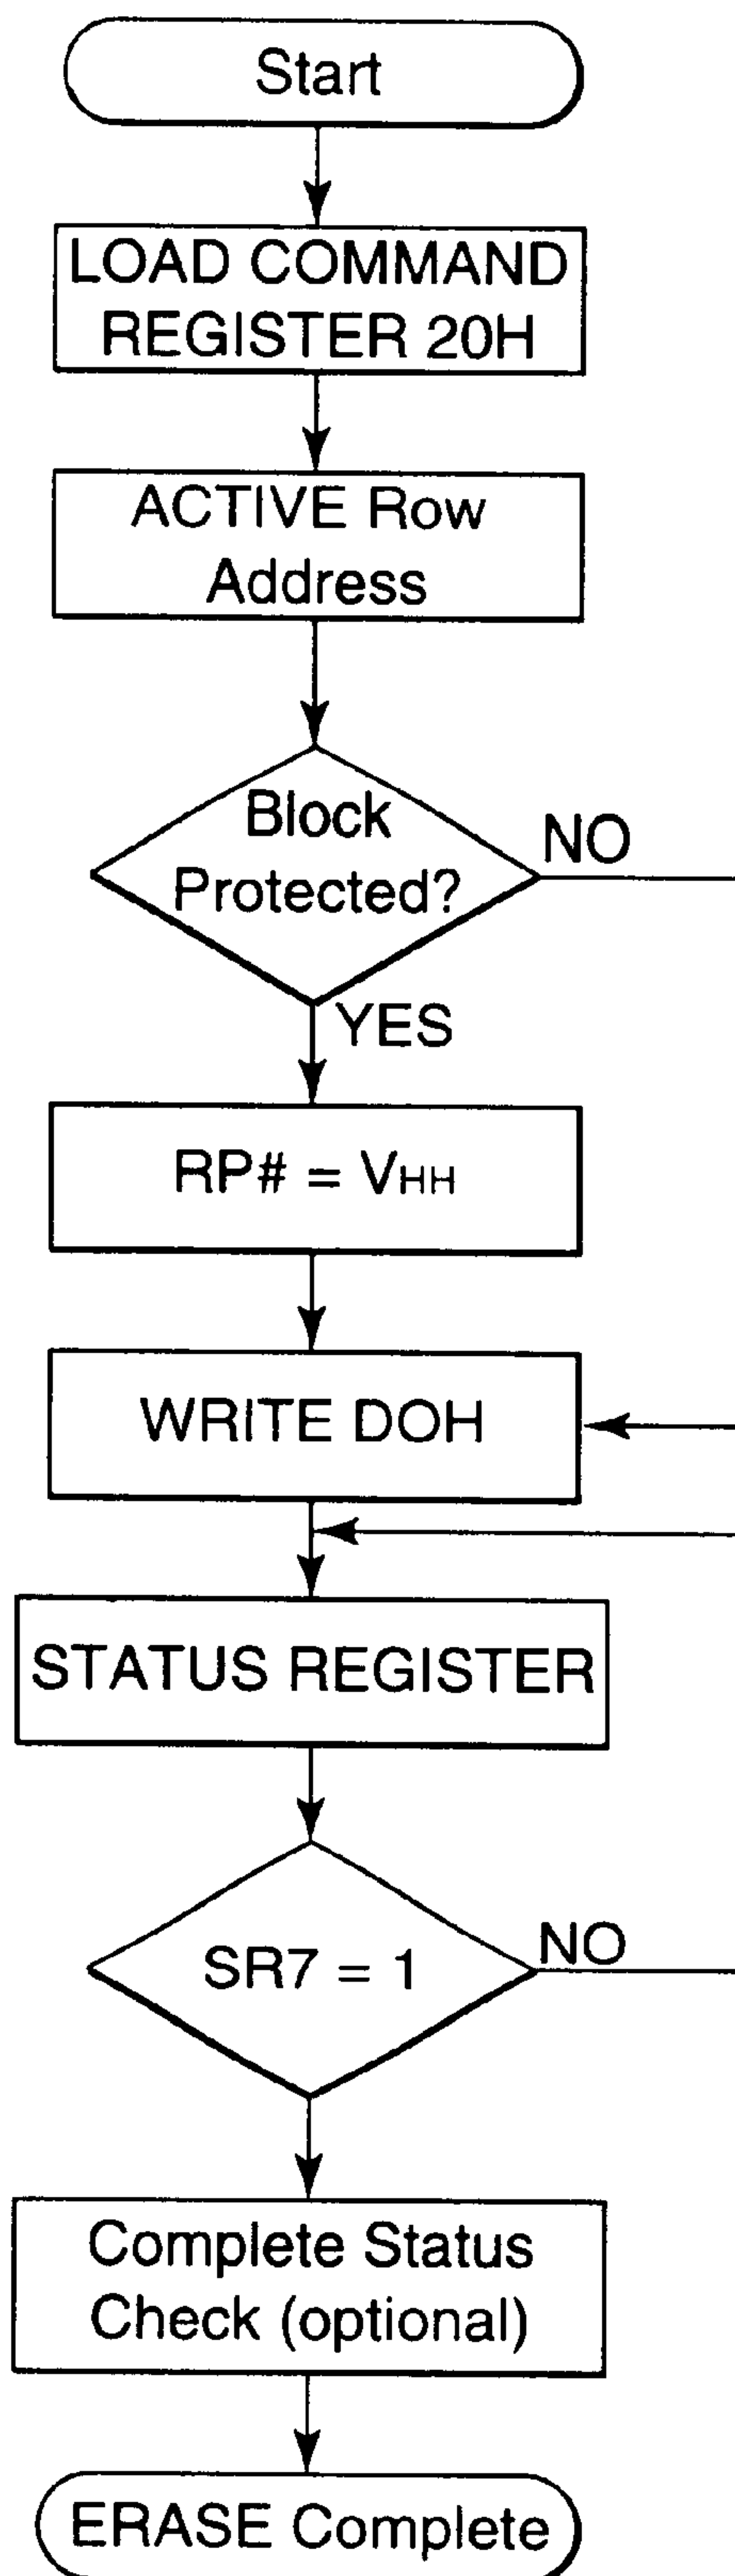 Start
LOAD COMMAND
REGISTER 20H
ACTIVE Row
Address
Block
Protected?
NO
YES
RP# = VHH
WRITE DOH
STATUS REGISTER
SR7 = 1
NO
Complete Status
Check (optional)
ERASE Complete